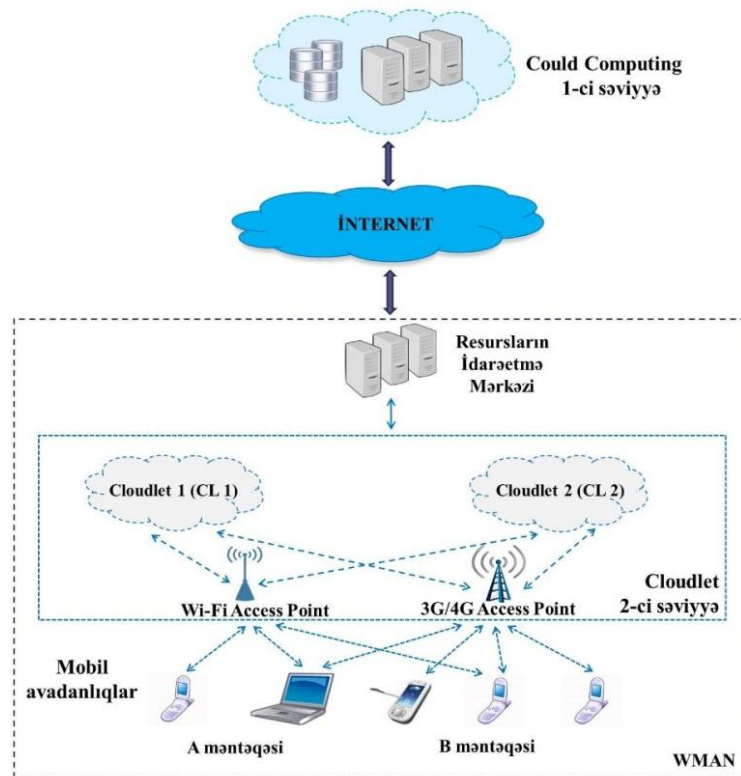 Could Computing
1-ci səviyyə
İNTERNET
Resursların
İdarəetmə
Mərkəzi
Cloudlet 1 (CL 1)
Cloudlet 2 (CL 2)
Wi-Fi Access Point
3G/4G Access Point
Cloudlet
2-ci səviyyə
Mobil
avadanlıqlar
A məntəqəsi
B məntəqəsi
WMAN